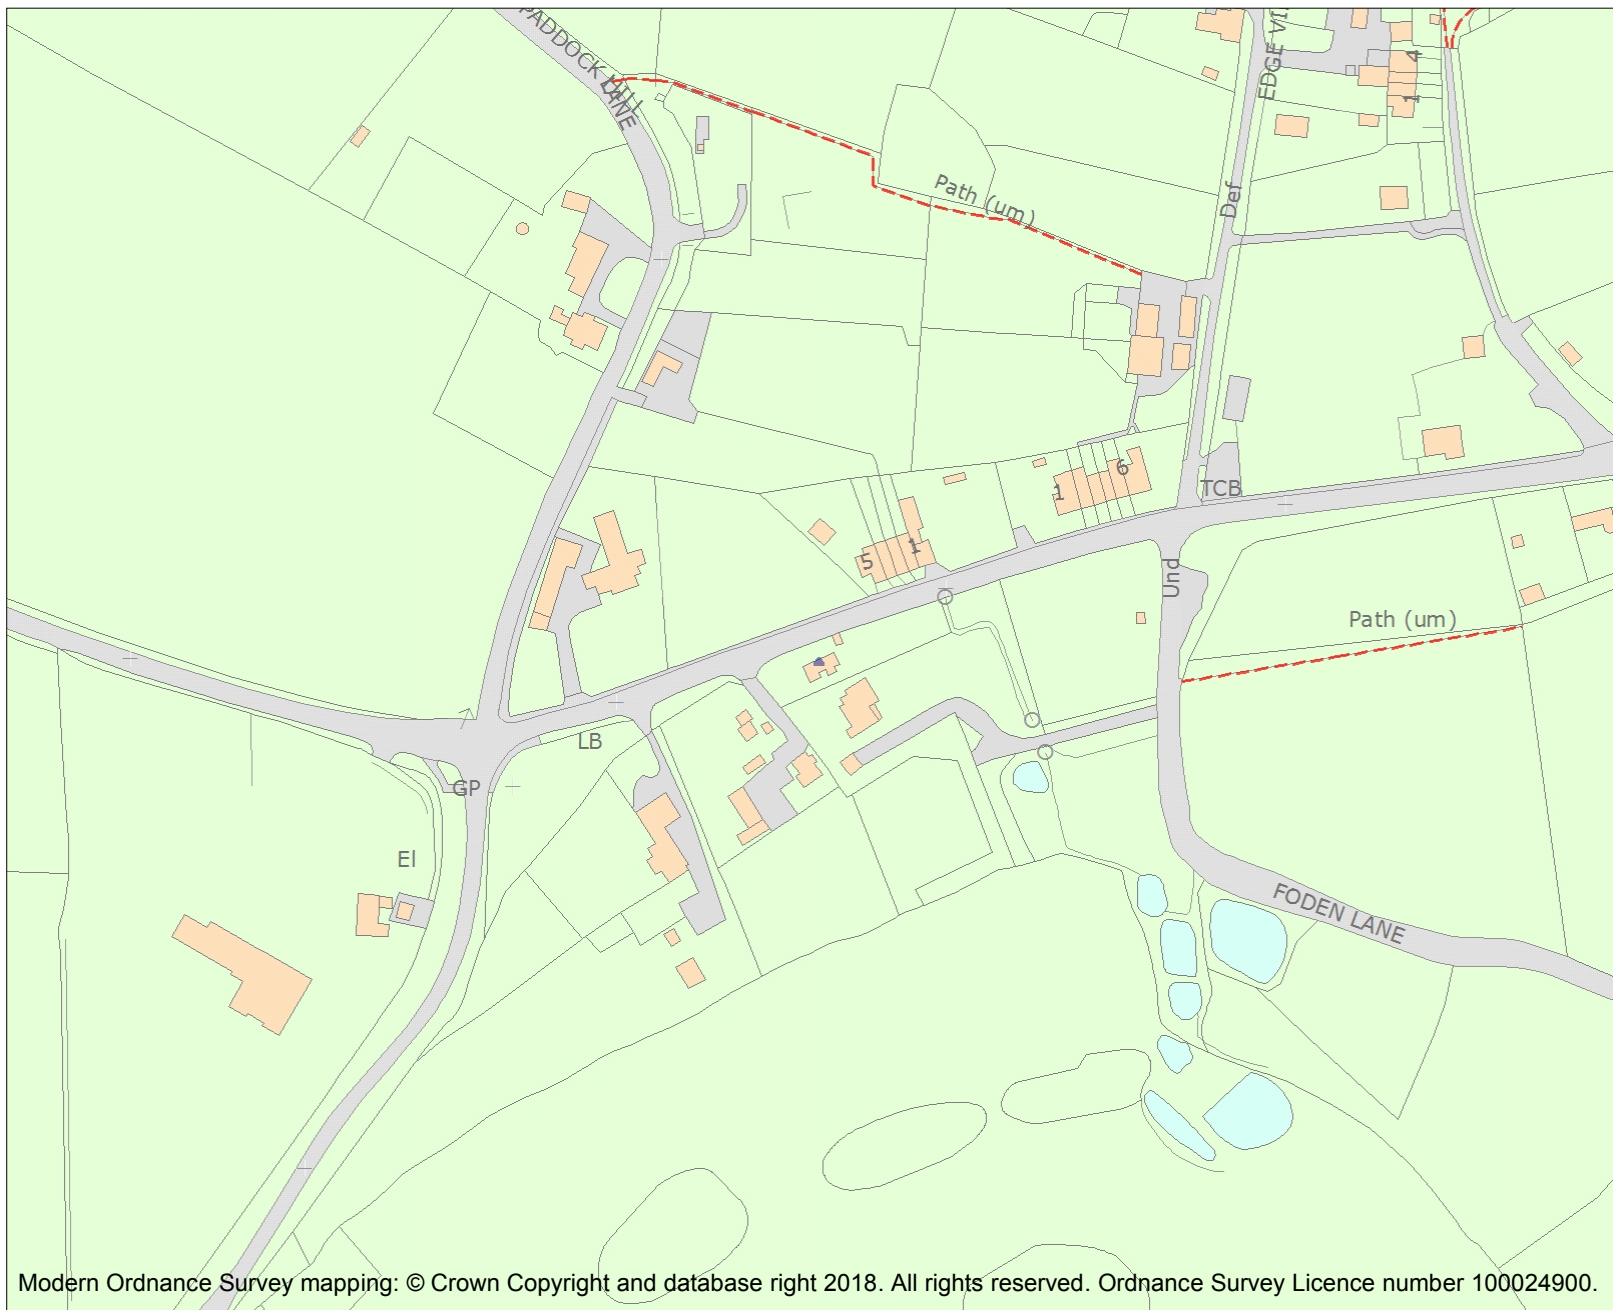 PADDOCK HILL
LANE
EDGE VI
4
1
Def
Path (um)
6
1
TCB
1
5
Und
Path (um)
LB
GP
El
FODEN LANE
Modern Ordnance Survey mapping: © Crown Copyright and database right 2018. All rights reserved. Ordnance Survey Licence number 100024900.